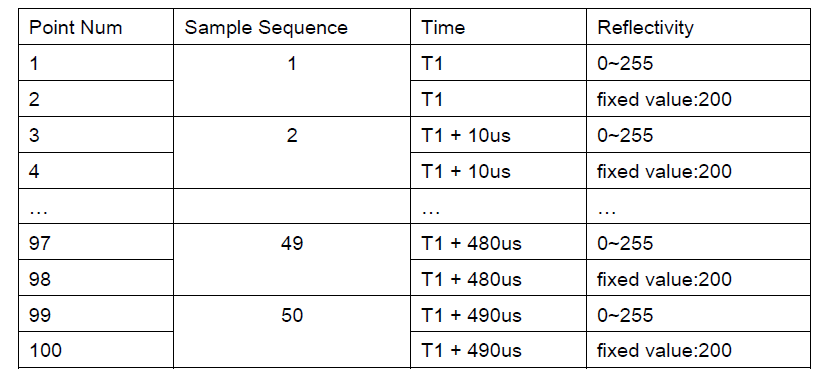 Point Num Sample Sequence Time Reflectivity
1 1 T1 0~255
2 T1 fixed value:200
3 2 T1 + 10us 0~255
4 T1 + 10us fixed value:200
… … …
97 49 T1 + 480us 0~255
98 T1 + 480us fixed value:200
99 50 T1 + 490us 0~255
100 T1 + 490us fixed value:200